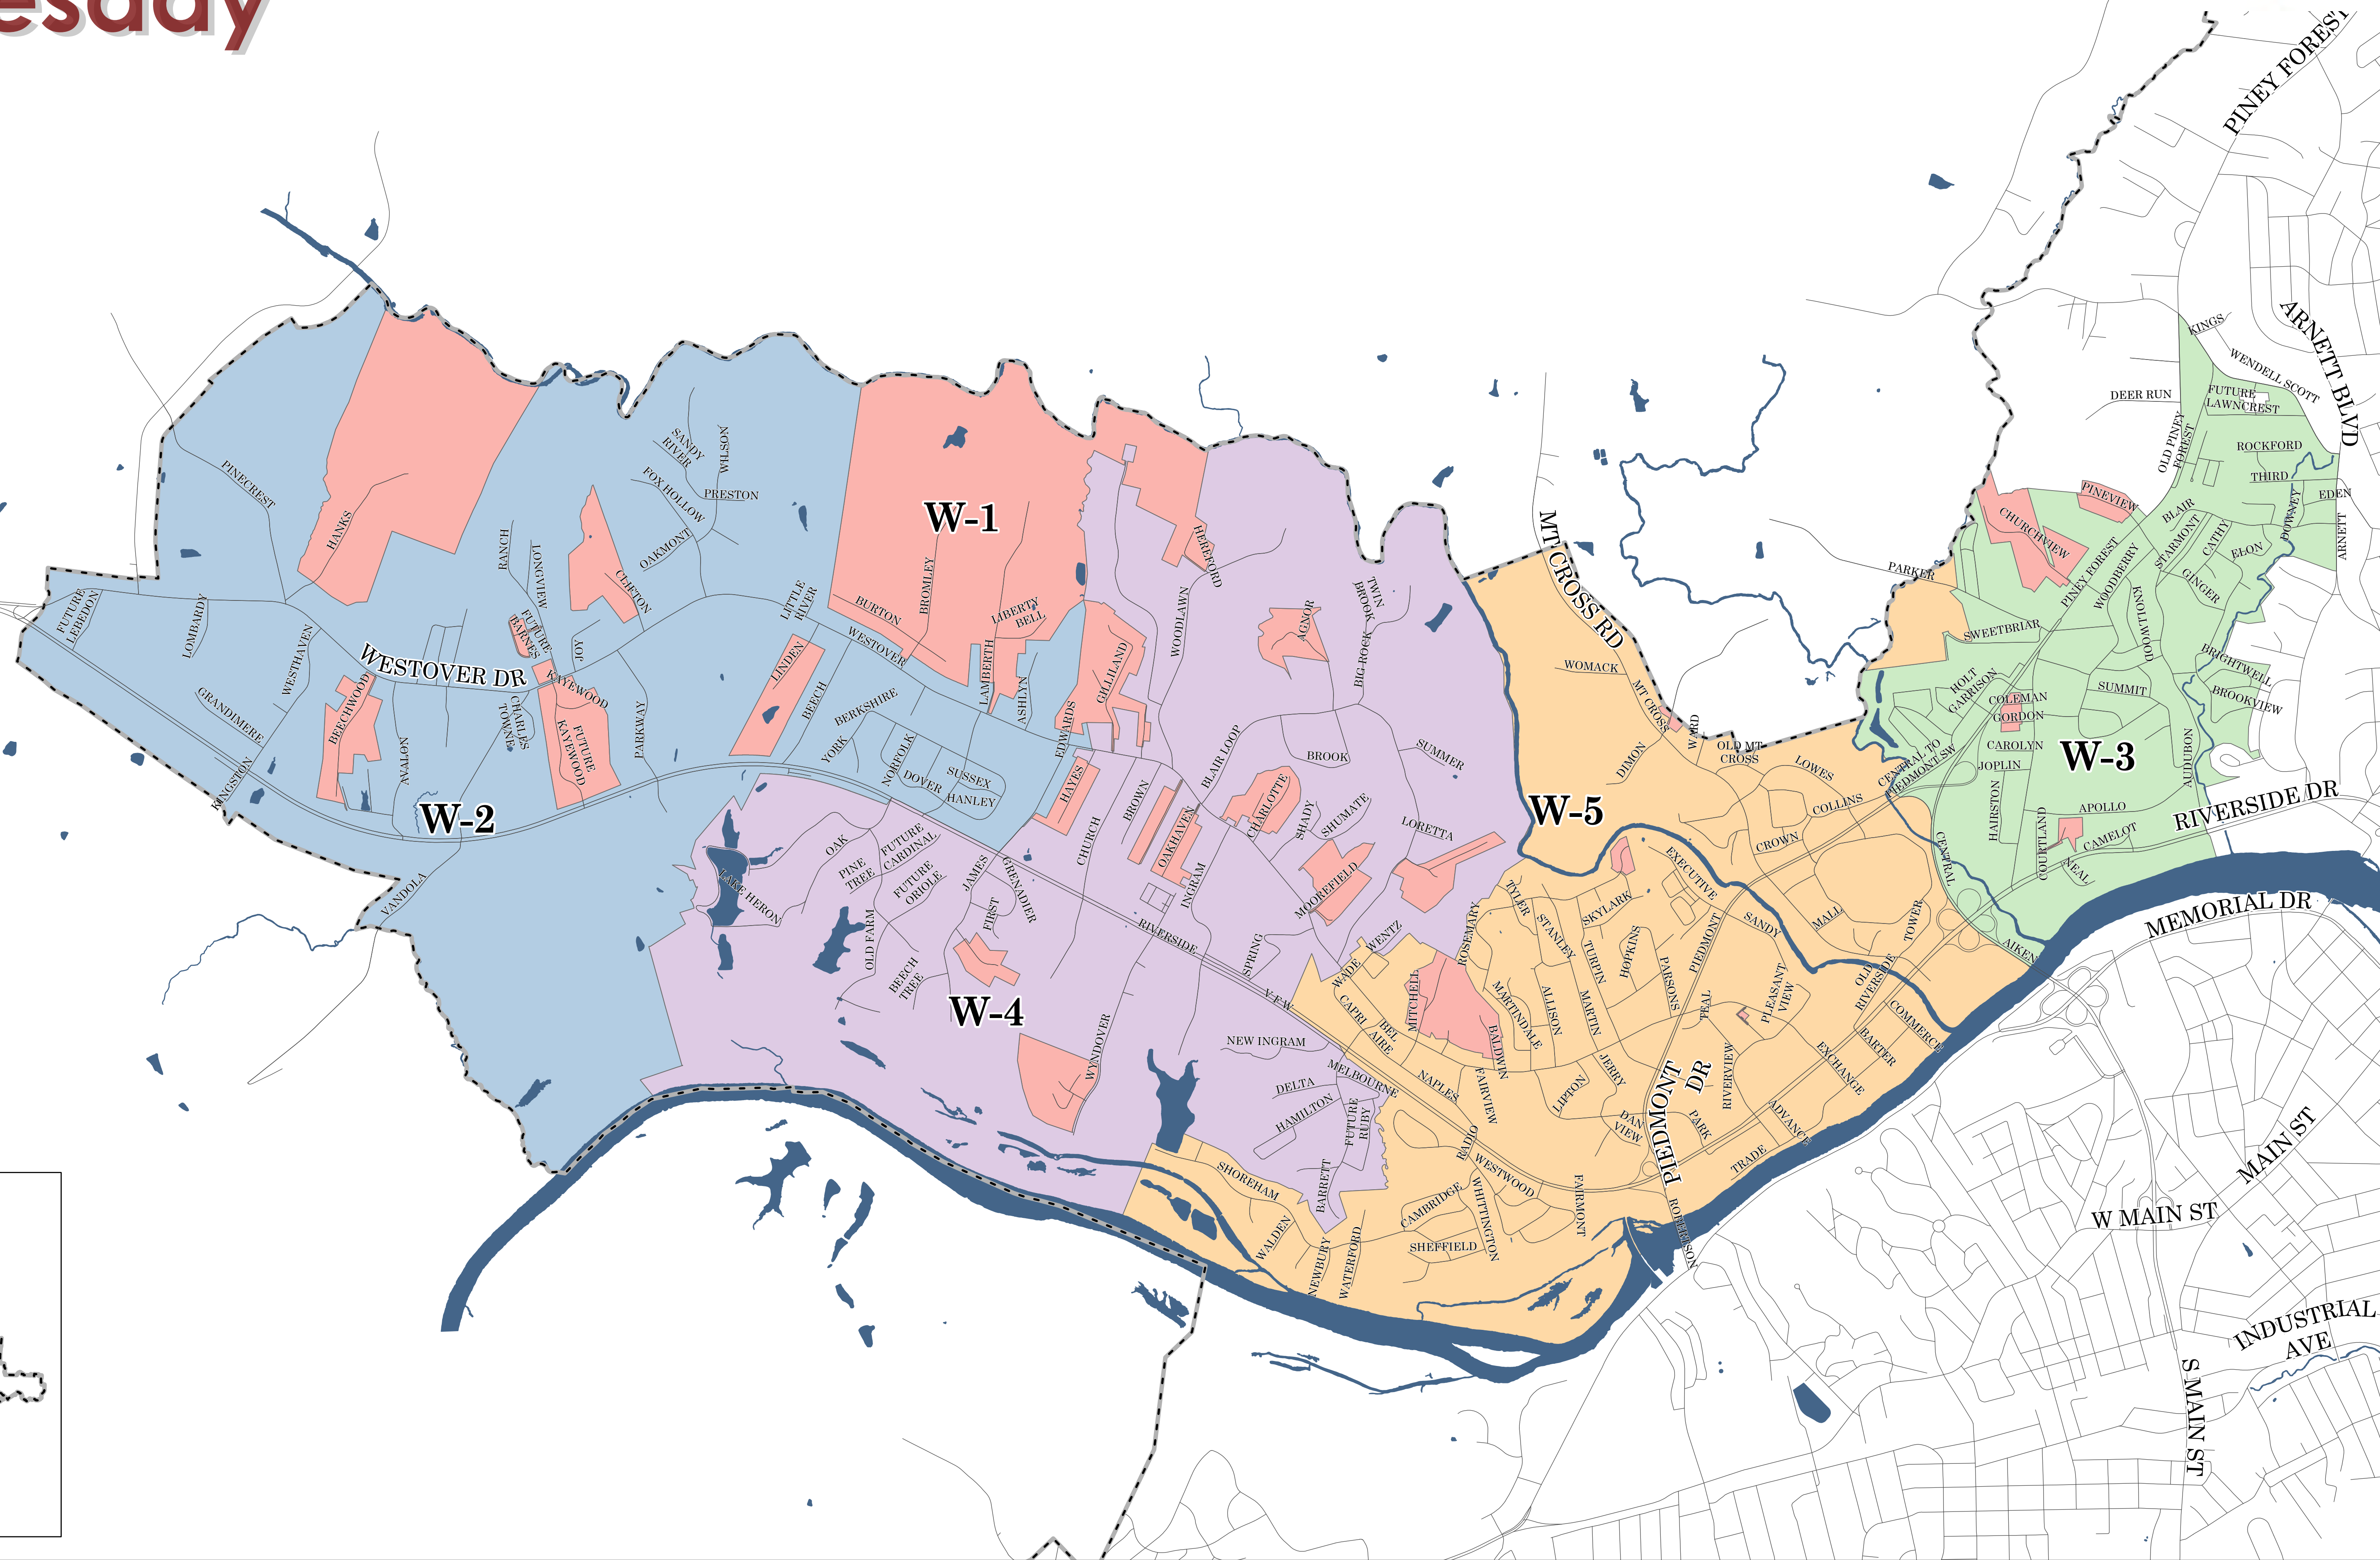 esday
PINEY FOREST
ARNETT BLVD
KINGS
WENDELL SCOTT
DEER RUN
FUTURE
LAWNCREST
OLD PINEY
FOREST
ROCKFORD
THIRD
EDEN
DOWNEY
ARNETT
PINEVIEW
BLAIR
CHURCHVIEW
STARMONT
CATHY
ELON
PINEY FOREST
WOODBERRY
GINGER
KNOLLWOOD
PARKER
SWEETBRIAR
BRIGHTWELL
BROOKVIEW
HOLT
GARRISON
SUMMIT
COLEMAN
GORDON
CAROLYN
JOPLIN
W-3
AUDUBON
CENTRAL TO
PIEDMONT SW
HAIRSTON
APOLLO
CAMELOT
COURTLAND
NEAL
CENTRAL
AIKEN
RIVERSIDE DR
MEMORIAL DR
W MAIN ST
MAIN ST
INDUSTRIAL
AVE
S MAIN ST
PINECREST
HANKS
SANDY
RIVER
WILSON
FOX HOLLOW
PRESTON
OAKMONT
RANCH
LONGVIEW
CLIFTON
FUTURE
LEBEDON
LOMBARDY
WESTHAVEN
FUTURE
BARNES
JOY
WESTOVER DR
KAYEWOOD
GRANDIMERE
BEECHWOOD
CHARLES
TOWNE
FUTURE
KAYEWOOD
PARKWAY
AVALON
KINGSTON
W-2
VANDOLA
LITTLE
RIVER
LINDEN
BEECH
WESTOVER
BERKSHIRE
YORK
NORFOLK
DOVER
SUSSEX
HANLEY
W-1
BURTON
BROMLEY
LIBERTY
BELL
LAMBERTH
ASHLYN
EDWARDS
GILLILAND
HEREFORD
WOODLAWN
AGNOR
TWIN
BROOK
BIG ROCK
BLAIR LOOP
BROOK
SUMMER
HAYES
BROWN
CHURCH
OAKHAVEN
CHARLOTTE
SHADY
SHUMATE
LORETTA
MOOREFIELD
INGRAM
OAK
PINE
TREE
FUTURE
CARDINAL
FUTURE
ORIOLE
LAKE HERON
JAMES
GRENADIER
FIRST
OLD FARM
BEECH
TREE
W-4
RIVERSIDE
SPRING
WENTZ
WADE
V F W
WYNDOVER
NEW INGRAM
MELBOURNE
DELTA
HAMILTON
FUTURE
RUBY
BARRETT
MT CROSS RD
WOMACK
MT CROSS
WARD
DIMON
OLD MT
CROSS
LOWES
COLLINS
CROWN
W-5
EXECUTIVE
SKYLARK
SANDY
MALL
TOWER
TYLER
STANLEY
TURPIN
HOPKINS
PIEDMONT
ROSEMARY
PARSONS
OLD
RIVERSIDE
COMMERCE
BARTER
EXCHANGE
PLEASANT
VIEW
TEAL
MITCHELL
CAPRI
BEL
AIRE
BALDWIN
MARTINDALE
ALLISON
MARTIN
JERRY
LIPTON
NAPLES
FAIRVIEW
DAN
VIEW
PIEDMONT
DR
RIVERVIEW
PARK
ADVANCE
TRADE
RADIO
WESTWOOD
SHOREHAM
WALDEN
NEWBURY
WATERFORD
CAMBRIDGE
WHITTINGTON
SHEFFIELD
FAIRMONT
ROBERTSON